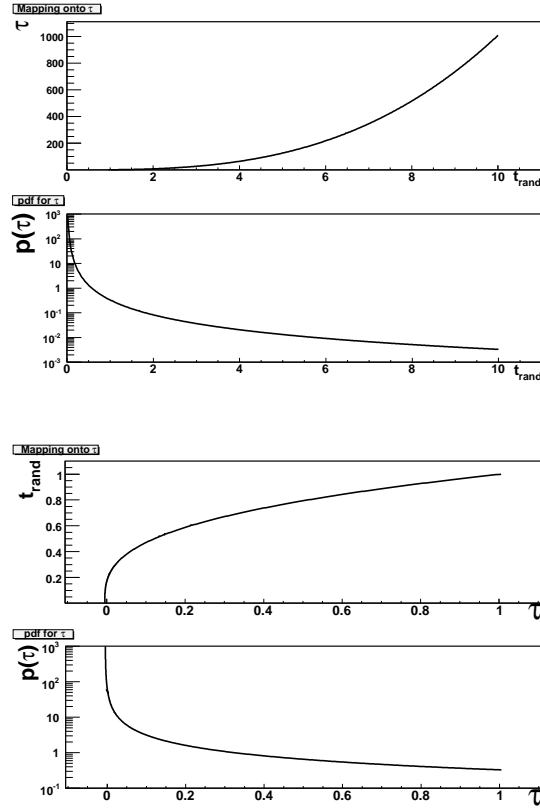 Mapping onto τ
τ
1000
800
600
400
200
0 2 4 6 8 10
t_rand
pdf for τ
p(τ)
10³
10²
10
1
10⁻¹
10⁻²
10⁻³
0 2 4 6 8 10
t_rand
Mapping onto τ
t_rand
1
0.8
0.6
0.4
0.2
0 0.2 0.4 0.6 0.8 1
τ
pdf for τ
p(τ)
10³
10²
10
1
10⁻¹
0 0.2 0.4 0.6 0.8 1
τ